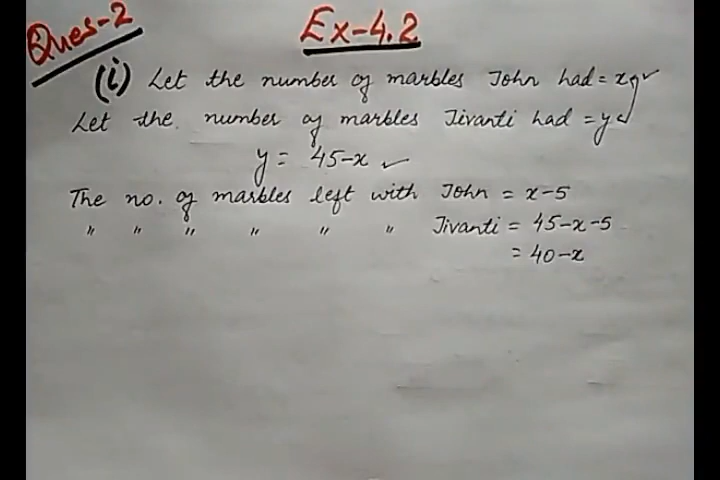 Ques-2
Ex-4.2
(i) Let the number of marbles John had = x
Let the number of marbles Jivanti had = y
y = 45-x
The no. of marbles left with John = x-5
" " " " " " Jivanti = 45-x-5
= 40-x